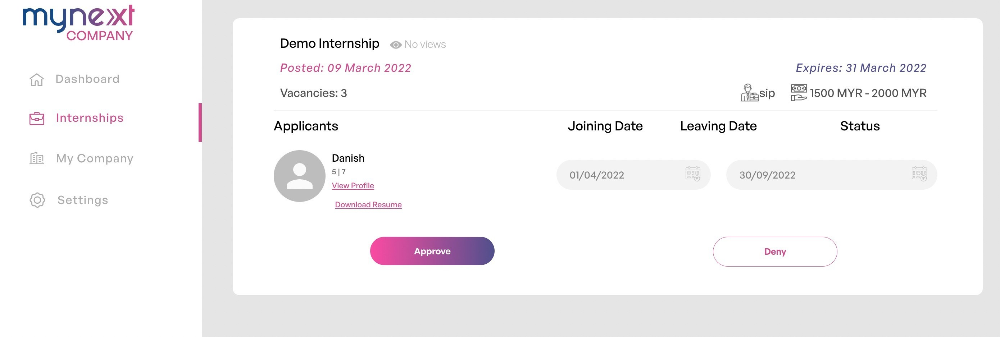 mynext
COMPANY
Dashboard
Internships
My Company
Settings
Demo Internship No views
Posted: 09 March 2022 Expires: 31 March 2022
Vacancies: 3 sip 1500 MYR - 2000 MYR
Applicants Joining Date Leaving Date Status
Danish
5 | 7
View Profile
Download Resume
01/04/2022 30/09/2022
Approve Deny